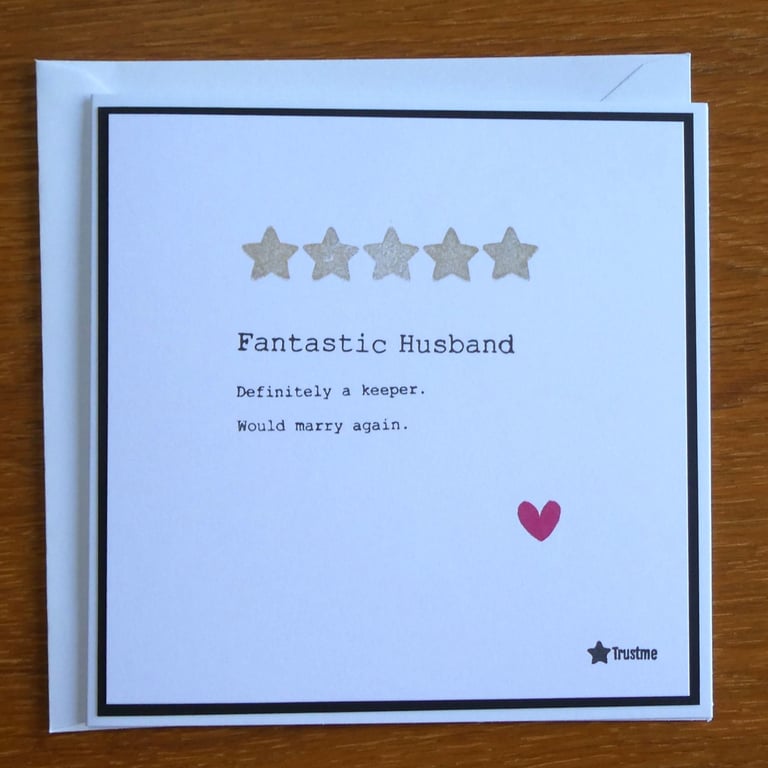 Fantastic Husband
Definitely a keeper.
Would marry again.
Trustme